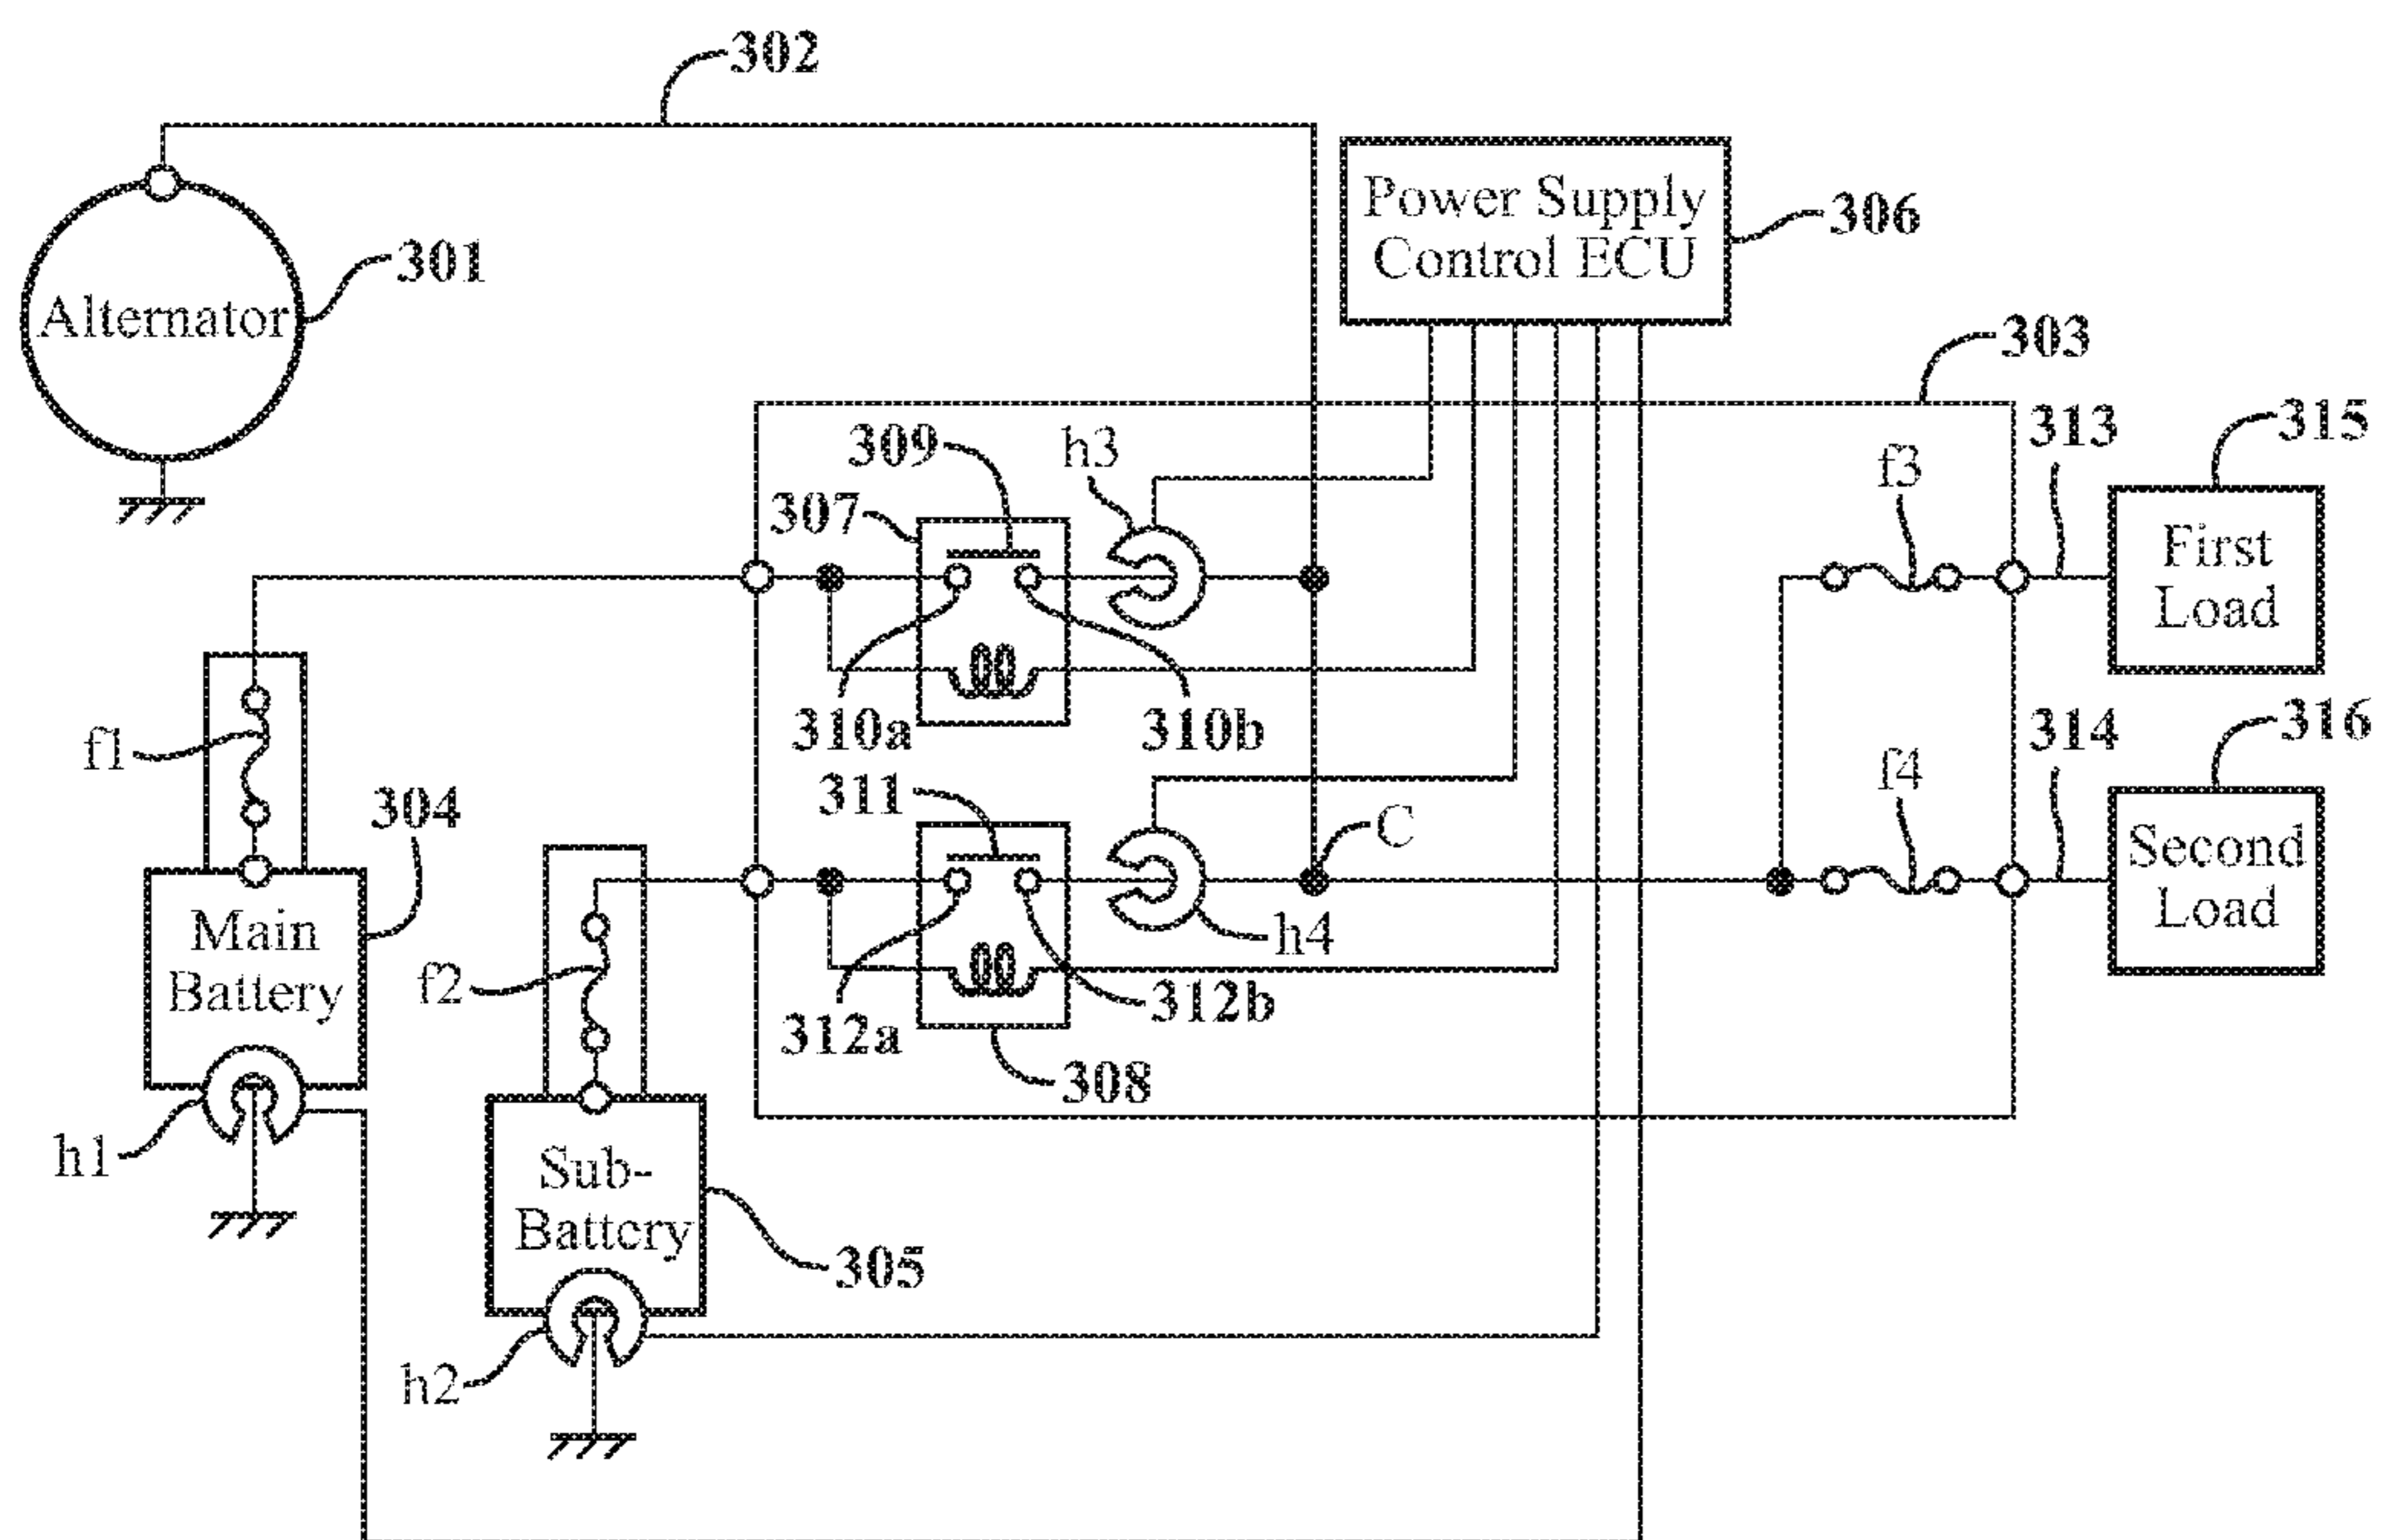 302
Power Supply
Control ECU
306
301
Alternator
303
309
h3
313
315
f3
307
First
Load
310a
310b
314
316
f1
311
f4
304
C
Second
Load
Main
Battery
f2
h4
312a
312b
308
h1
Sub-
Battery
305
h2